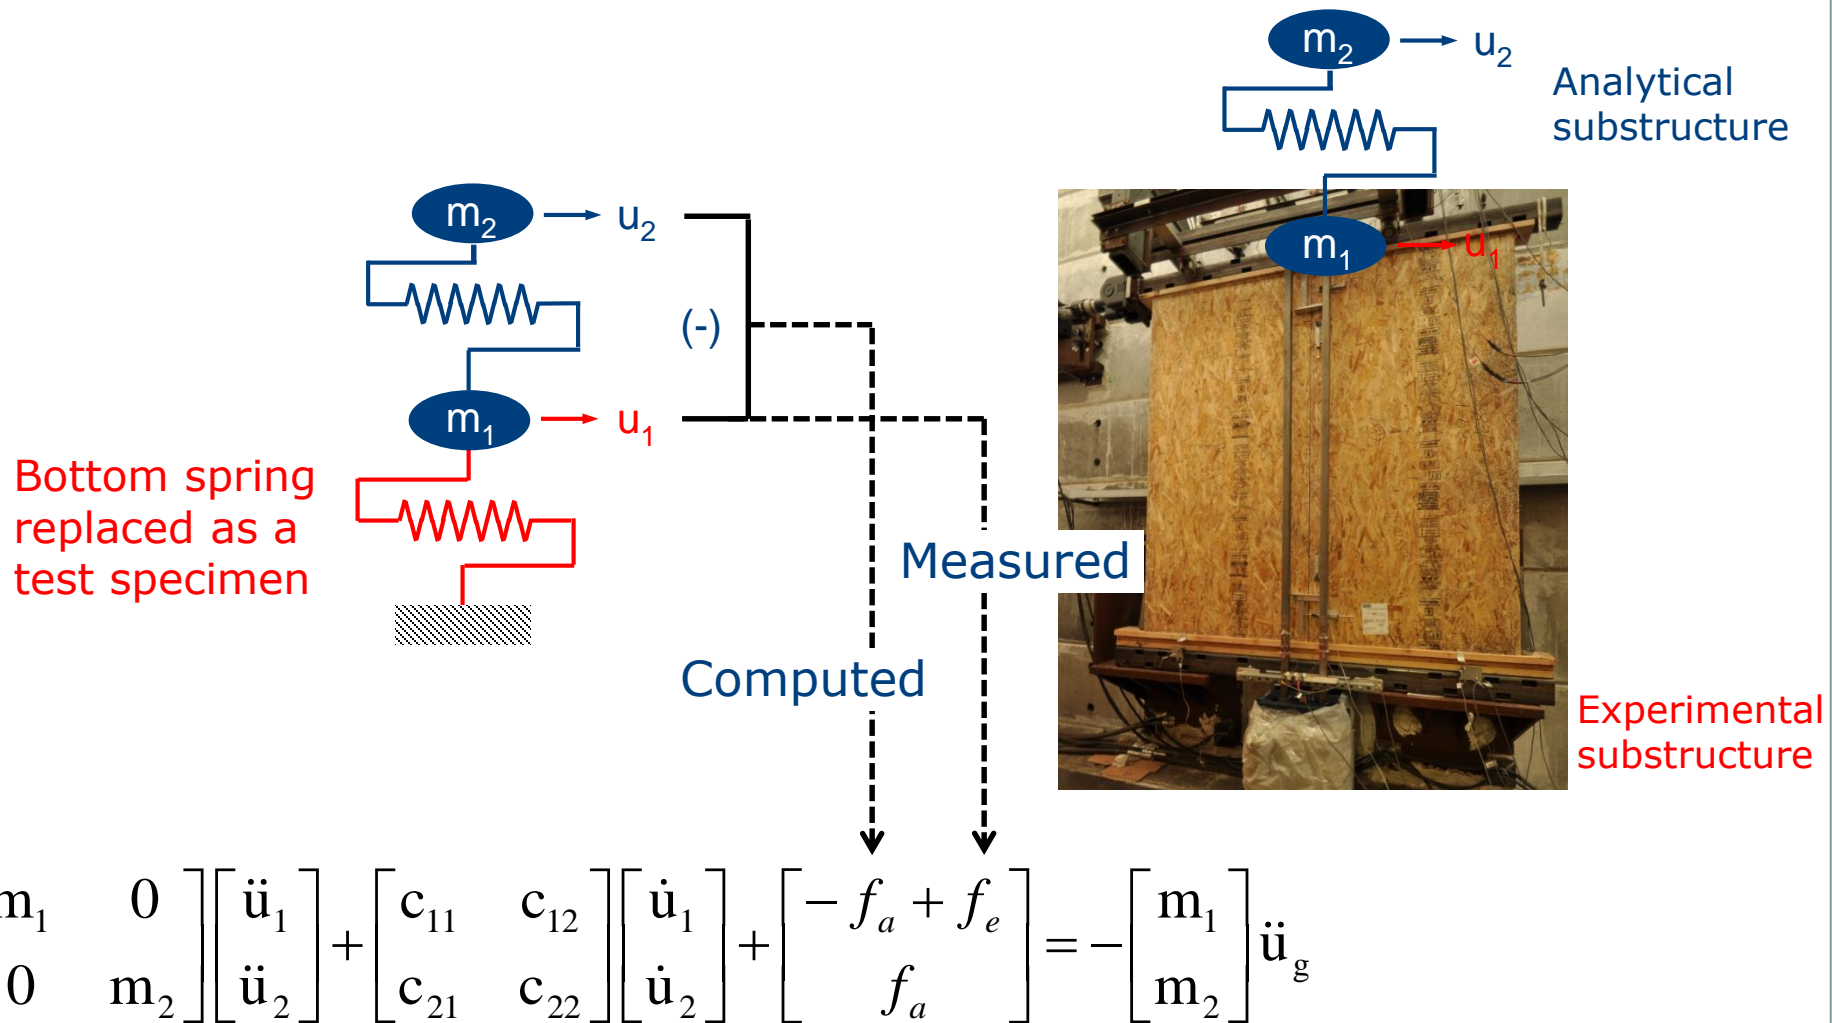 m₂ → u₂
Analytical
substructure
m₂ → u₂
m₁ → u₁
(-)
m₁ → u₁
Bottom spring
replaced as a
test specimen
Measured
Computed
Experimental
substructure
m₁ 0 ü₁ + c₁₁ c₁₂ u̇₁ + − fₐ + fₑ = − m₁ ü_g
0 m₂ ü₂ c₂₁ c₂₂ u̇₂ fₐ m₂